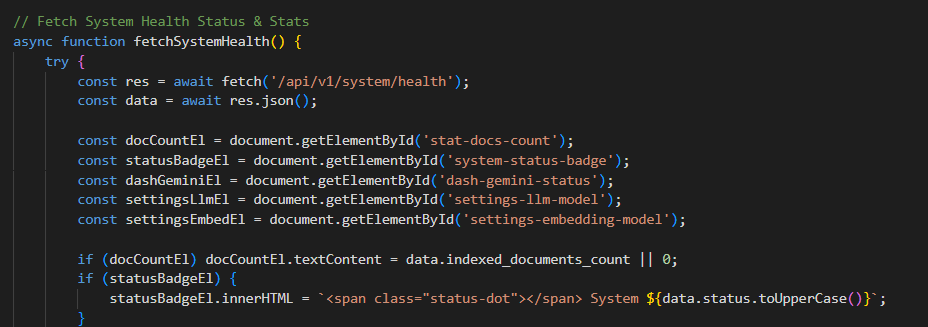 // Fetch System Health Status & Stats
async function fetchSystemHealth() {
    try {
        const res = await fetch('/api/v1/system/health');
        const data = await res.json();

        const docCountEl = document.getElementById('stat-docs-count');
        const statusBadgeEl = document.getElementById('system-status-badge');
        const dashGeminiEl = document.getElementById('dash-gemini-status');
        const settingsLlmEl = document.getElementById('settings-llm-model');
        const settingsEmbedEl = document.getElementById('settings-embedding-model');

        if (docCountEl) docCountEl.textContent = data.indexed_documents_count || 0;
        if (statusBadgeEl) {
            statusBadgeEl.innerHTML = `<span class="status-dot"></span> System ${data.status.toUpperCase()}`;
        }